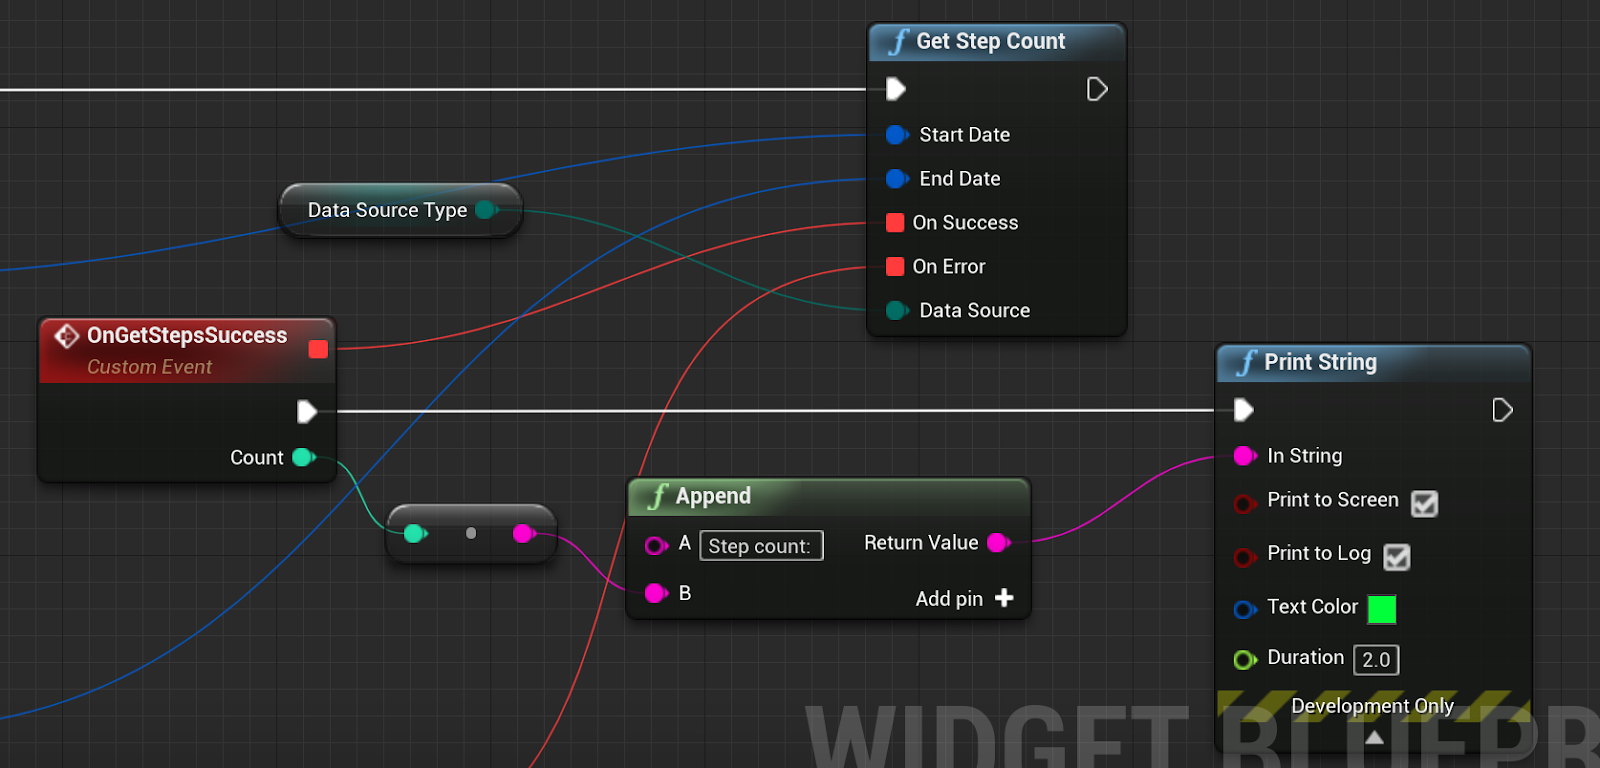 Get Step Count
Start Date
End Date
On Success
On Error
Data Source
Data Source Type
OnGetStepsSuccess
Custom Event
Count
Append
A Step count: Return Value
B
Add pin
Print String
In String
Print to Screen
Print to Log
Text Color
Duration 2.0
Development Only
WIDGET BLUEPR